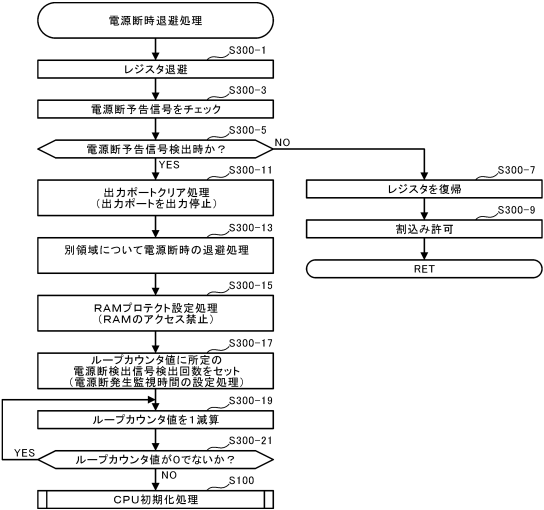 電源断時退避処理
S300-1
レジスタ退避
S300-3
電源断予告信号をチェック
S300-5
電源断予告信号検出時か？
NO
YES
S300-7
レジスタを復帰
S300-9
割込み許可
RET
S300-11
出力ポートクリア処理
（出力ポートを出力停止）
S300-13
別領域について電源断時の退避処理
S300-15
RAMプロテクト設定処理
（RAMのアクセス禁止）
S300-17
ループカウンタ値に所定の
電源断検出信号検出回数をセット
（電源断発生監視時間の設定処理）
S300-19
ループカウンタ値を1減算
S300-21
ループカウンタ値が0でないか？
YES
NO
S100
CPU初期化処理